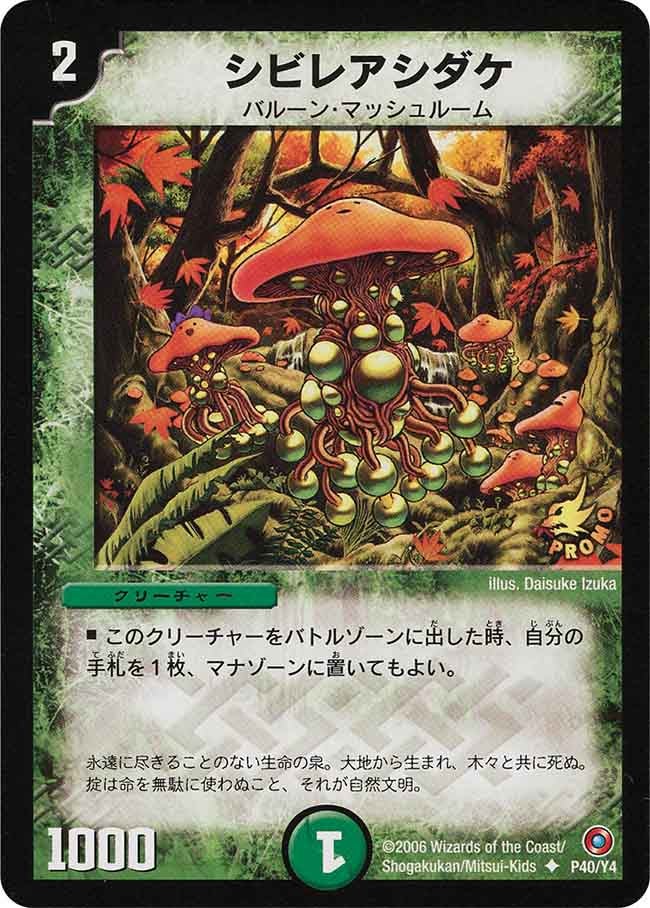 2
シビレアシダケ
バルーン・マッシュルーム
PROMO
illus. Daisuke Izuka
クリーチャー
■ このクリーチャーをバトルゾーンに出した時、自分の
手札を1枚、マナゾーンに置いてもよい。
永遠に尽きることのない生命の泉。大地から生まれ、木々と共に死ぬ。
掟は命を無駄に使わぬこと、それが自然文明。
1000
1
©2006 Wizards of the Coast/
Shogakukan/Mitsui-Kids
P40/Y4